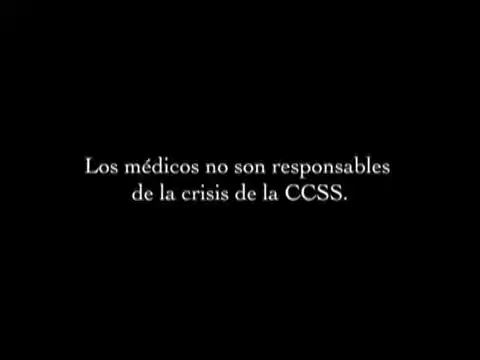 Los médicos no son responsables
de la crisis de la CCSS.